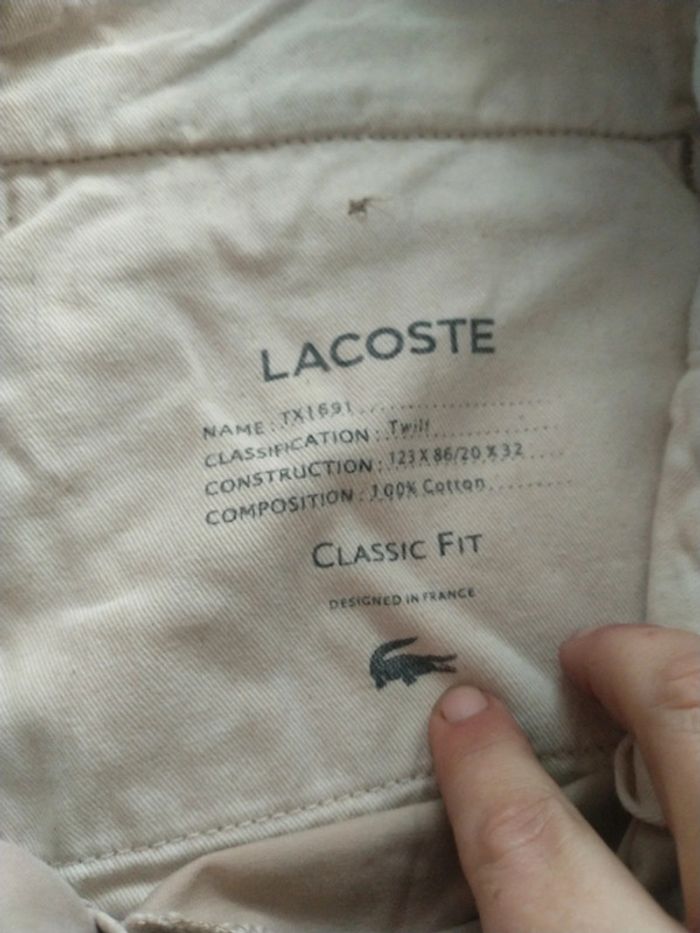 LACOSTE
NAME : TX1691
CLASSIFICATION : Twill
CONSTRUCTION : 123 X 86/20 X 32
COMPOSITION : 100% Cotton
CLASSIC FIT
DESIGNED IN FRANCE